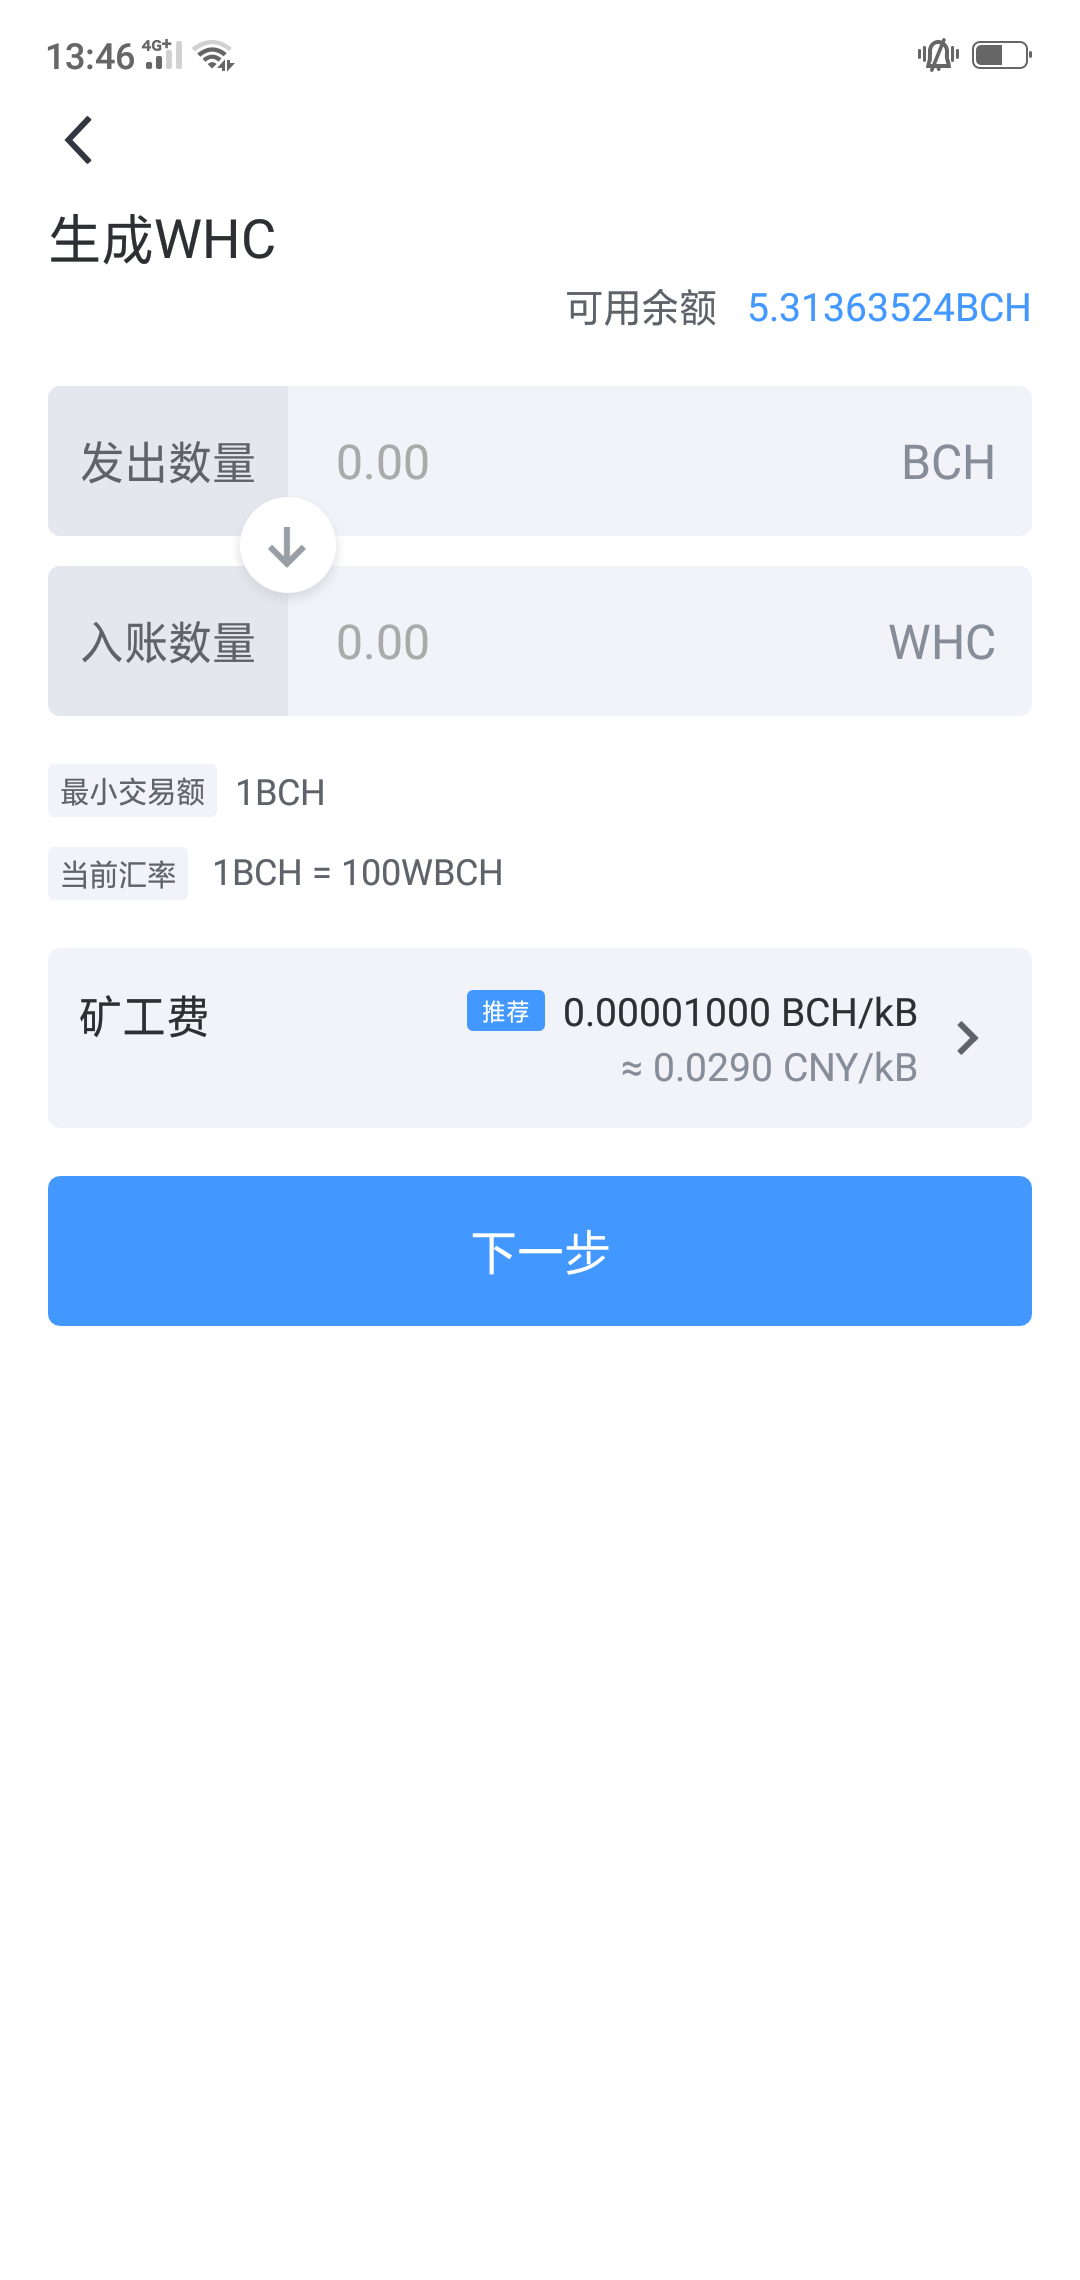 13:46 4G+
生成WHC
可用余额 5.31363524BCH
发出数量 0.00 BCH
入账数量 0.00 WHC
最小交易额 1BCH
当前汇率 1BCH = 100WBCH
矿工费 推荐 0.00001000 BCH/kB
≈ 0.0290 CNY/kB
下一步